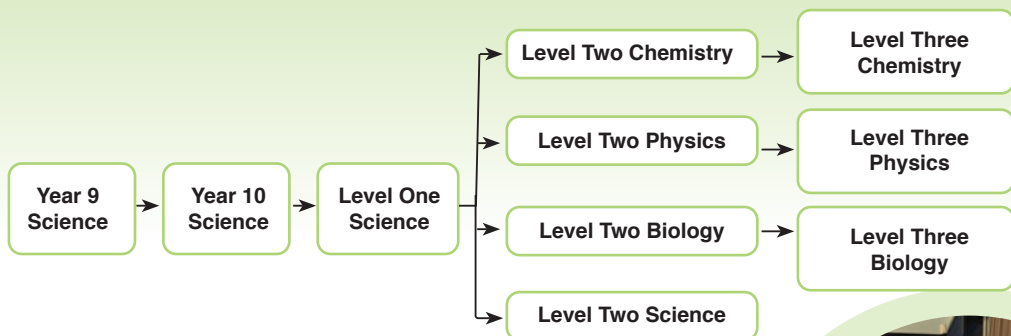 Year 9
Science
Year 10
Science
Level One
Science
Level Two Chemistry
Level Three
Chemistry
Level Two Physics
Level Three
Physics
Level Two Biology
Level Three
Biology
Level Two Science